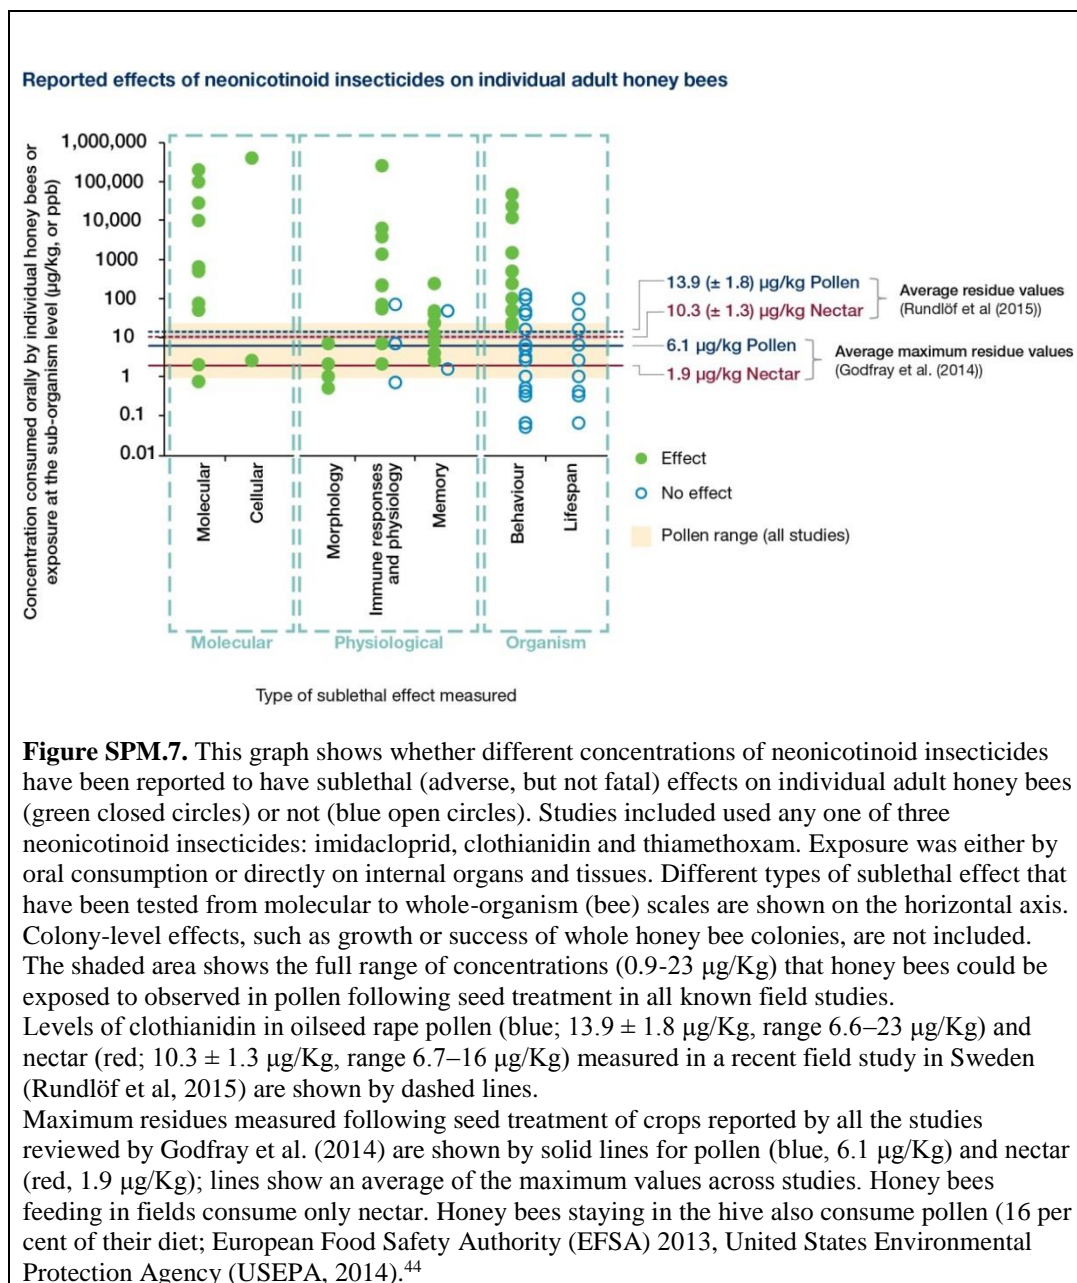 Reported effects of neonicotinoid insecticides on individual adult honey bees
Concentration consumed orally by individual honey bees or
exposure at the sub-organism level (µg/kg, or ppb)
1,000,000
100,000
10,000
1000
100
10
1
0.1
0.01
Molecular
Cellular
Morphology
Immune responses
and physiology
Memory
Behaviour
Lifespan
Molecular
Physiological
Organism
Type of sublethal effect measured
13.9 (± 1.8) µg/kg Pollen
10.3 (± 1.3) µg/kg Nectar
Average residue values
(Rundlöf et al (2015))
6.1 µg/kg Pollen
1.9 µg/kg Nectar
Average maximum residue values
(Godfray et al. (2014))
Effect
No effect
Pollen range (all studies)
Figure SPM.7. This graph shows whether different concentrations of neonicotinoid insecticides
have been reported to have sublethal (adverse, but not fatal) effects on individual adult honey bees
(green closed circles) or not (blue open circles). Studies included used any one of three
neonicotinoid insecticides: imidacloprid, clothianidin and thiamethoxam. Exposure was either by
oral consumption or directly on internal organs and tissues. Different types of sublethal effect that
have been tested from molecular to whole-organism (bee) scales are shown on the horizontal axis.
Colony-level effects, such as growth or success of whole honey bee colonies, are not included.
The shaded area shows the full range of concentrations (0.9-23 µg/Kg) that honey bees could be
exposed to observed in pollen following seed treatment in all known field studies.
Levels of clothianidin in oilseed rape pollen (blue; 13.9 ± 1.8 µg/Kg, range 6.6–23 µg/Kg) and
nectar (red; 10.3 ± 1.3 µg/Kg, range 6.7–16 µg/Kg) measured in a recent field study in Sweden
(Rundlöf et al, 2015) are shown by dashed lines.
Maximum residues measured following seed treatment of crops reported by all the studies
reviewed by Godfray et al. (2014) are shown by solid lines for pollen (blue, 6.1 µg/Kg) and nectar
(red, 1.9 µg/Kg); lines show an average of the maximum values across studies. Honey bees
feeding in fields consume only nectar. Honey bees staying in the hive also consume pollen (16 per
cent of their diet; European Food Safety Authority (EFSA) 2013, United States Environmental
Protection Agency (USEPA, 2014).44